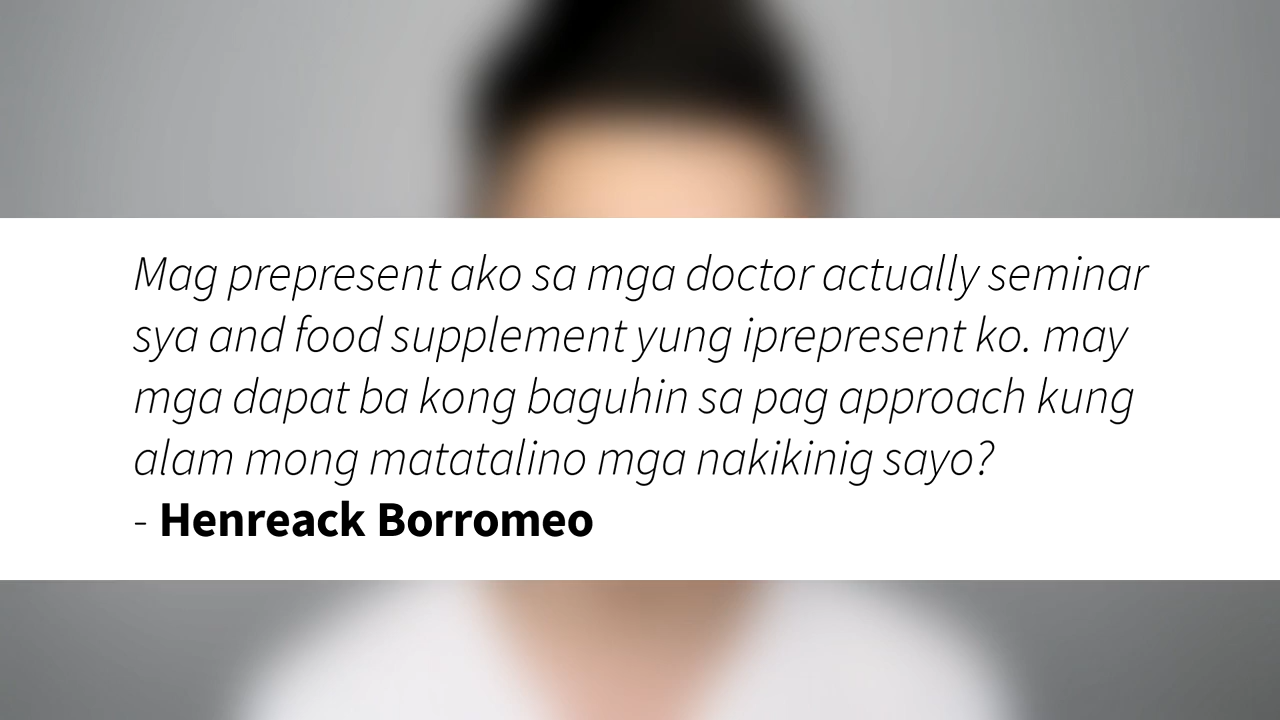 Mag prepresent ako sa mga doctor actually seminar
sya and food supplement yung iprepresent ko. may
mga dapat ba kong baguhin sa pag approach kung
alam mong matatalino mga nakikinig sayo?
- Henreack Borromeo